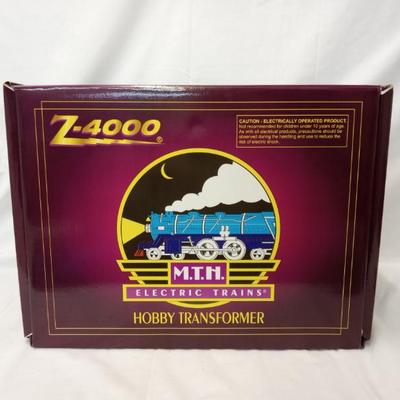 Z-4000®
CAUTION - ELECTRICALLY OPERATED PRODUCT.
Not recommended for children under 10 years of age.
As with all electrical products, precautions should be
observed during the handling and use to reduce the
risk of electric shock.
M.T.H.
ELECTRIC TRAINS®
HOBBY TRANSFORMER